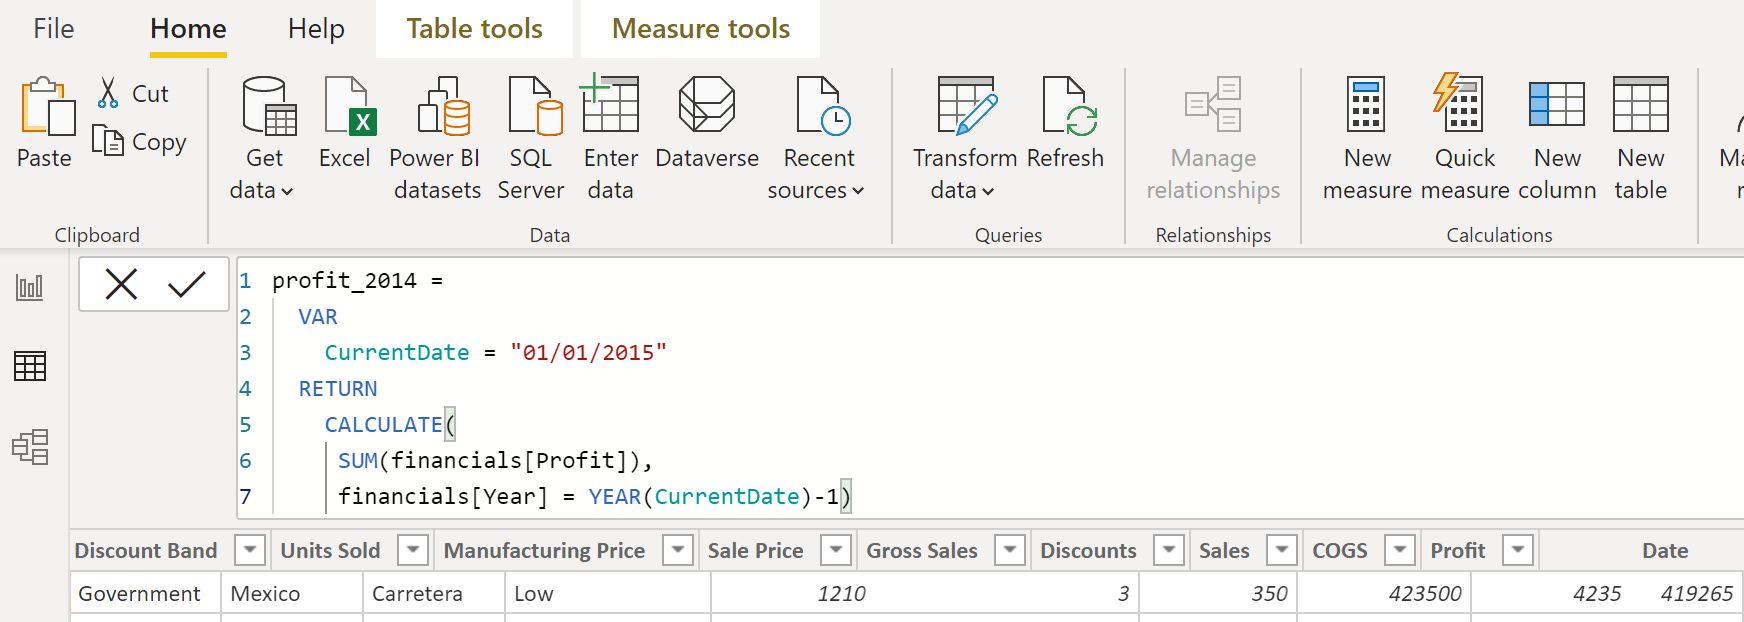 File Home Help Table tools Measure tools
Paste Cut Copy
Get data Excel Power BI datasets SQL Server Enter data Dataverse Recent sources Transform data Refresh Manage relationships New measure Quick measure New column New table
Clipboard Data Queries Relationships Calculations
1 profit_2014 =
2 VAR
3 CurrentDate = "01/01/2015"
4 RETURN
5 CALCULATE(
6 SUM(financials[Profit]),
7 financials[Year] = YEAR(CurrentDate)-1)
Discount Band Units Sold Manufacturing Price Sale Price Gross Sales Discounts Sales COGS Profit Date
Government Mexico Carretera Low 1210 3 350 423500 4235 419265